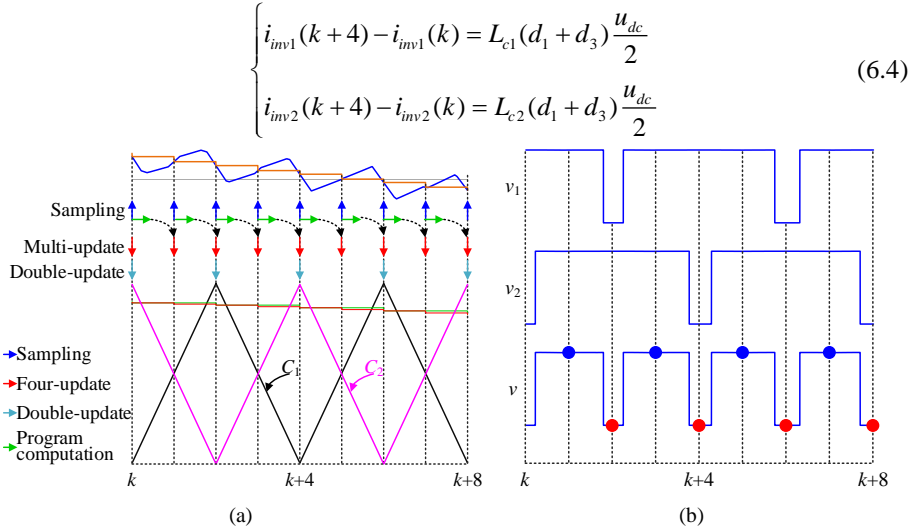 i_{inv1}(k+4) − i_{inv1}(k) = L_{c1}(d_1 + d_3) \frac{u_{dc}}{2}
i_{inv2}(k+4) − i_{inv2}(k) = L_{c2}(d_1 + d_3) \frac{u_{dc}}{2}
(6.4)
Sampling
Multi-update
Double-update
Sampling
Four-update
Double-update
Program
computation
C_1
C_2
k
k+4
k+8
(a)
v_1
v_2
v
k
k+4
k+8
(b)